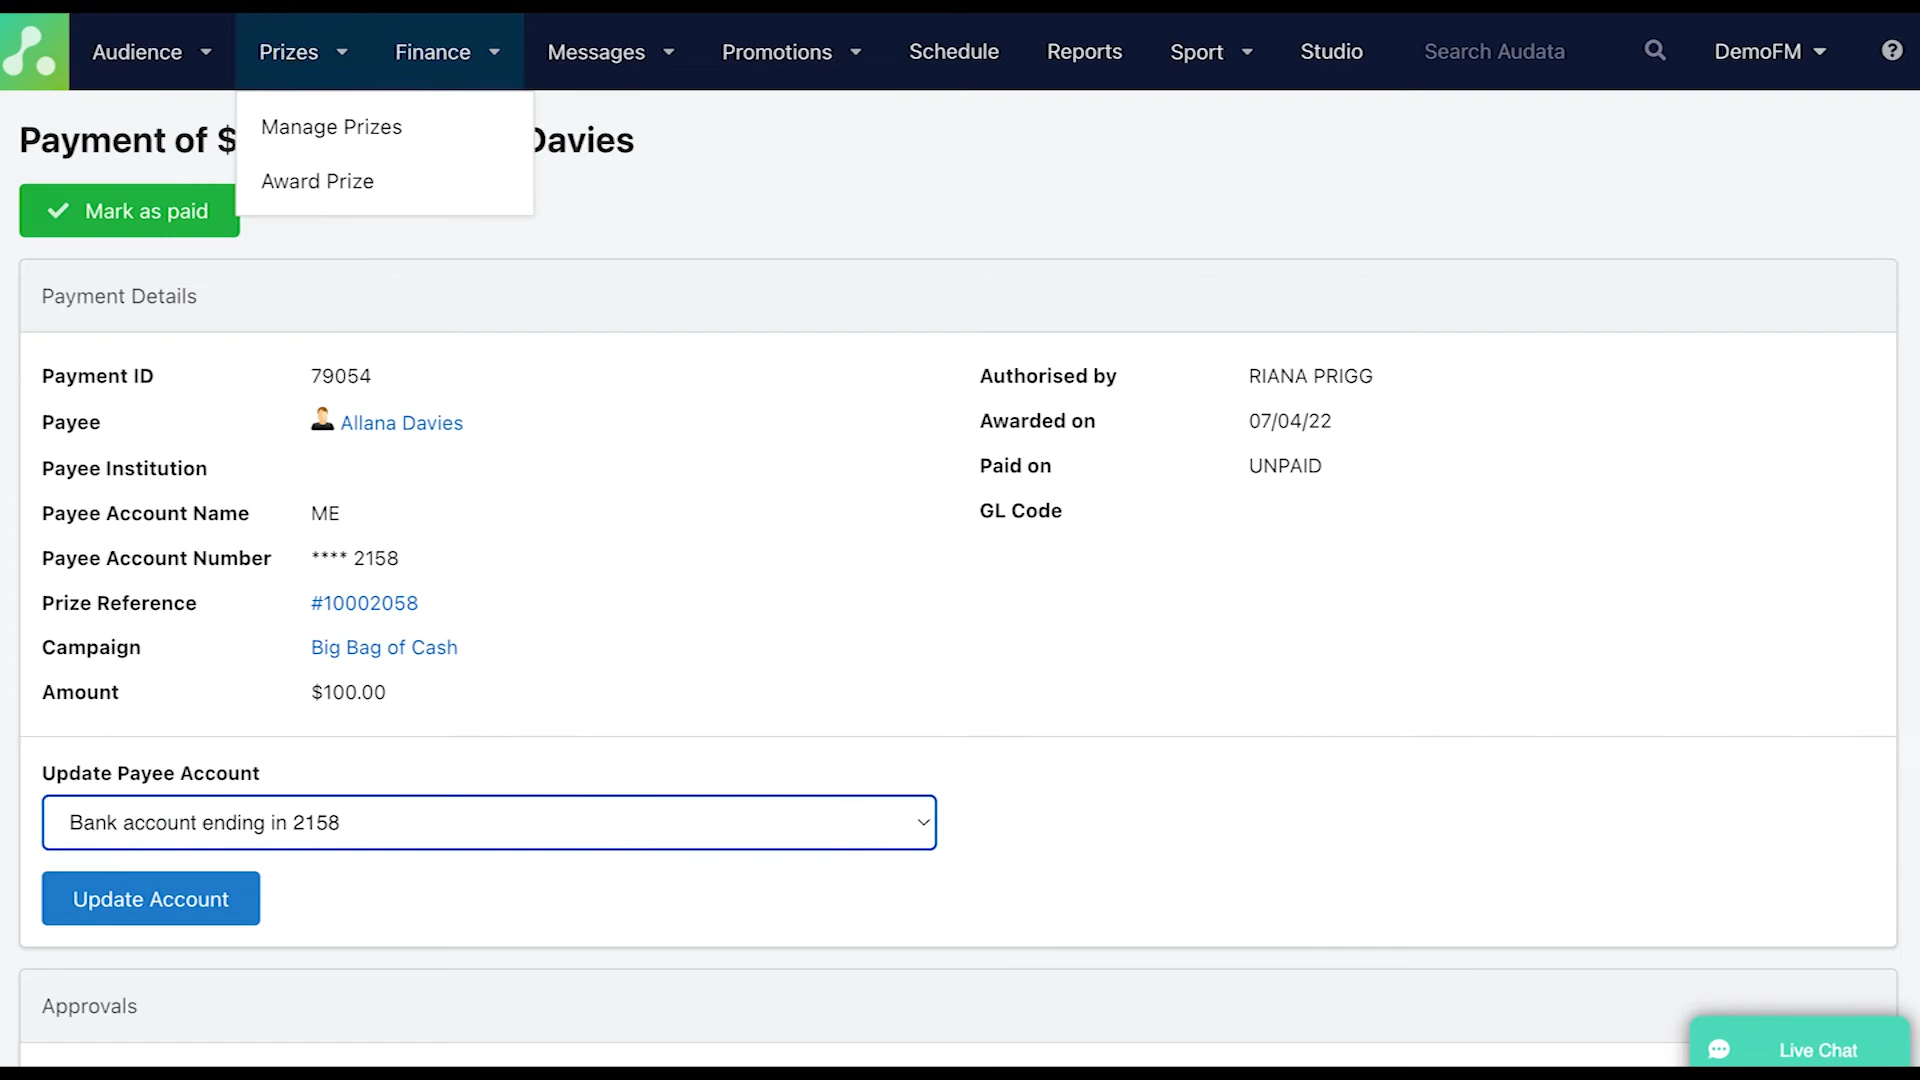 Audience Prizes Finance Messages Promotions Schedule Reports Sport Studio Search Audata DemoFM
Manage Prizes
Award Prize
Payment of $ Davies
Mark as paid
Payment Details
Payment ID 79054
Payee Allana Davies
Payee Institution
Payee Account Name ME
Payee Account Number **** 2158
Prize Reference #10002058
Campaign Big Bag of Cash
Amount $100.00
Authorised by RIANA PRIGG
Awarded on 07/04/22
Paid on UNPAID
GL Code
Update Payee Account
Bank account ending in 2158
Update Account
Approvals
Live Chat